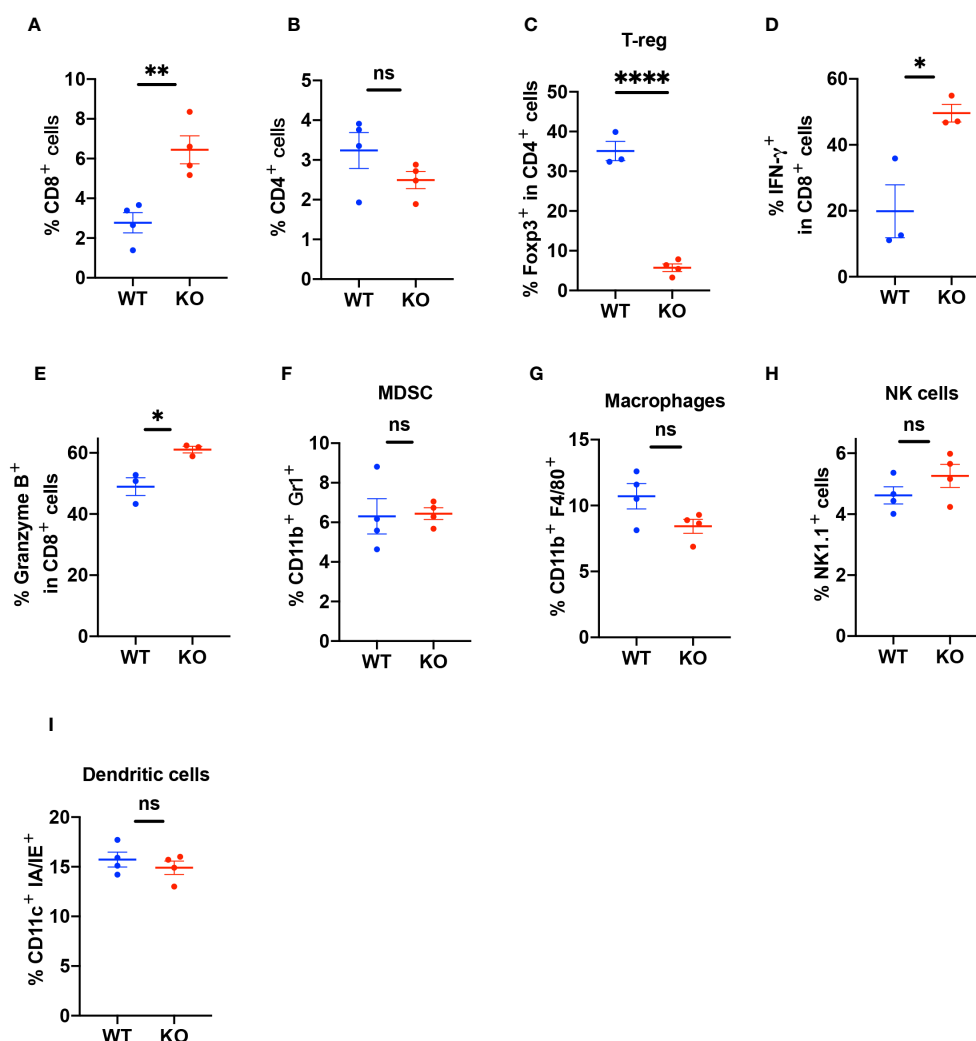 A
**
% CD8+ cells
10
8
6
4
2
0
WT KO
B
ns
% CD4+ cells
5
4
3
2
1
0
WT KO
C
T-reg
****
% Foxp3+ in CD4+ cells
50
40
30
20
10
0
WT KO
D
*
% IFN-γ+
in CD8+ cells
60
40
20
0
WT KO
E
*
% Granzyme B+
in CD8+ cells
60
40
20
0
WT KO
F
MDSC
ns
% CD11b+ Gr1+
10
8
6
4
2
0
WT KO
G
Macrophages
ns
% CD11b+ F4/80+
15
10
5
0
WT KO
H
NK cells
ns
% NK1.1+ cells
6
4
2
0
WT KO
I
Dendritic cells
ns
% CD11c+ IA/IE+
20
15
10
5
0
WT KO